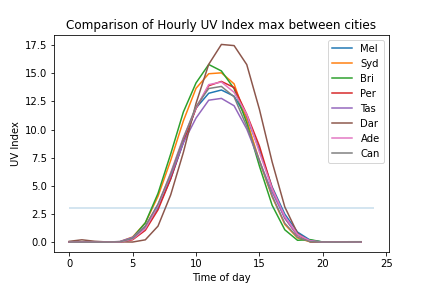 Comparison of Hourly UV Index max between cities
UV Index
17.5
15.0
12.5
10.0
7.5
5.0
2.5
0.0
Mel
Syd
Bri
Per
Tas
Dar
Ade
Can
0 5 10 15 20 25
Time of day